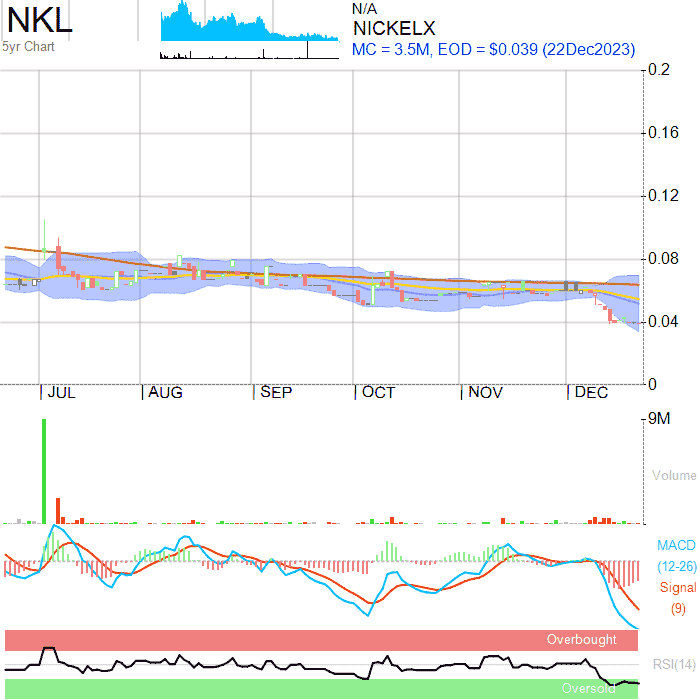 NKL
5yr Chart
N/A
NICKELX
MC = 3.5M, EOD = $0.039 (22Dec2023)
0.2
0.16
0.12
0.08
0.04
0
JUL AUG SEP OCT NOV DEC
9M
Volume
MACD
(12-26)
Signal
(9)
Overbought
RSI(14)
Oversold